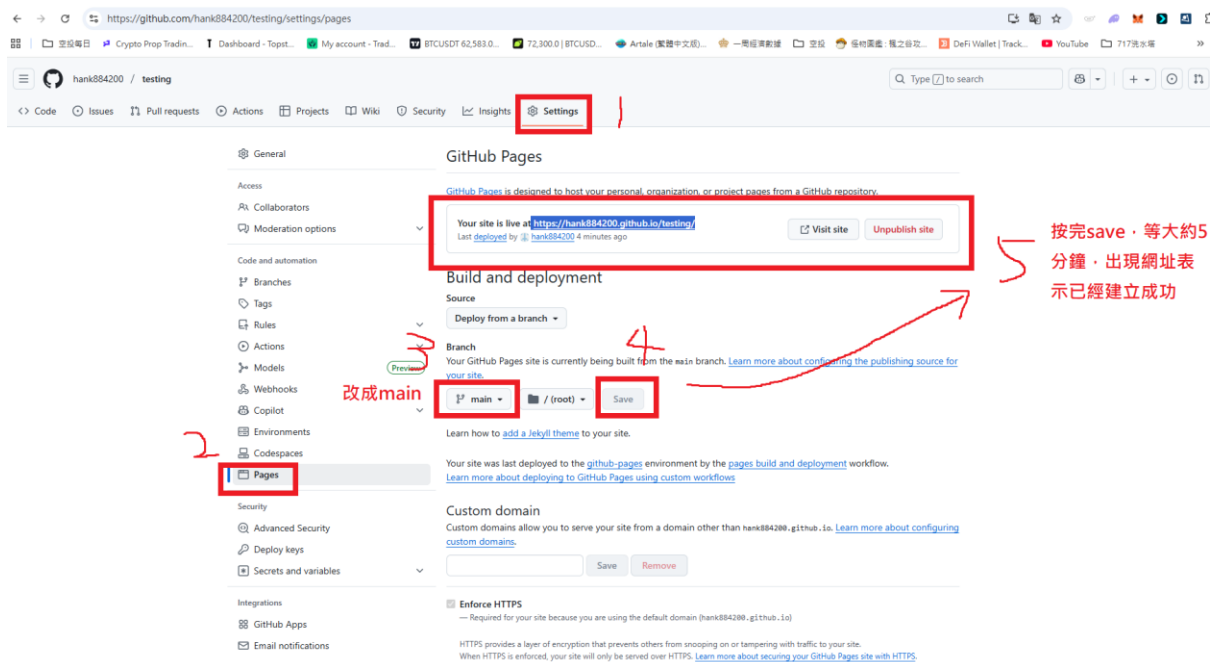 https://github.com/hank884200/testing/settings/pages
空投每日
Crypto Prop Tradin...
Dashboard - Topst...
My account - Trad...
BTCUSDT 62,583.0...
72,300.0 | BTCUSD...
Artale (繁體中文版)...
一周經濟數據
空投
怪物圖鑑: 楓之谷攻...
DeFi Wallet | Track...
YouTube
717洗水塔
»
hank884200 / testing
Type / to search
Code
Issues
Pull requests
Actions
Projects
Wiki
Security
Insights
Settings
1
General
Access
Collaborators
Moderation options
Code and automation
Branches
Tags
Rules
Actions
Models
Preview
Webhooks
Copilot
Environments
Codespaces
2
Pages
Security
Advanced Security
Deploy keys
Secrets and variables
Integrations
GitHub Apps
Email notifications
GitHub Pages
GitHub Pages is designed to host your personal, organization, or project pages from a GitHub repository.
Your site is live at https://hank884200.github.io/testing/
Last deployed by hank884200 4 minutes ago
Visit site
Unpublish site
5
按完save,等大約5
分鐘,出現網址表
示已經建立成功
Build and deployment
Source
Deploy from a branch
3
4
Branch
Your GitHub Pages site is currently being built from the main branch. Learn more about configuring the publishing source for
your site.
改成main
main
/ (root)
Save
Learn how to add a Jekyll theme to your site.
Your site was last deployed to the github-pages environment by the pages build and deployment workflow.
Learn more about deploying to GitHub Pages using custom workflows
Custom domain
Custom domains allow you to serve your site from a domain other than hank884200.github.io. Learn more about configuring
custom domains.
Save
Remove
Enforce HTTPS
— Required for your site because you are using the default domain (hank884200.github.io)
HTTPS provides a layer of encryption that prevents others from snooping on or tampering with traffic to your site.
When HTTPS is enforced, your site will only be served over HTTPS. Learn more about securing your GitHub Pages site with HTTPS.